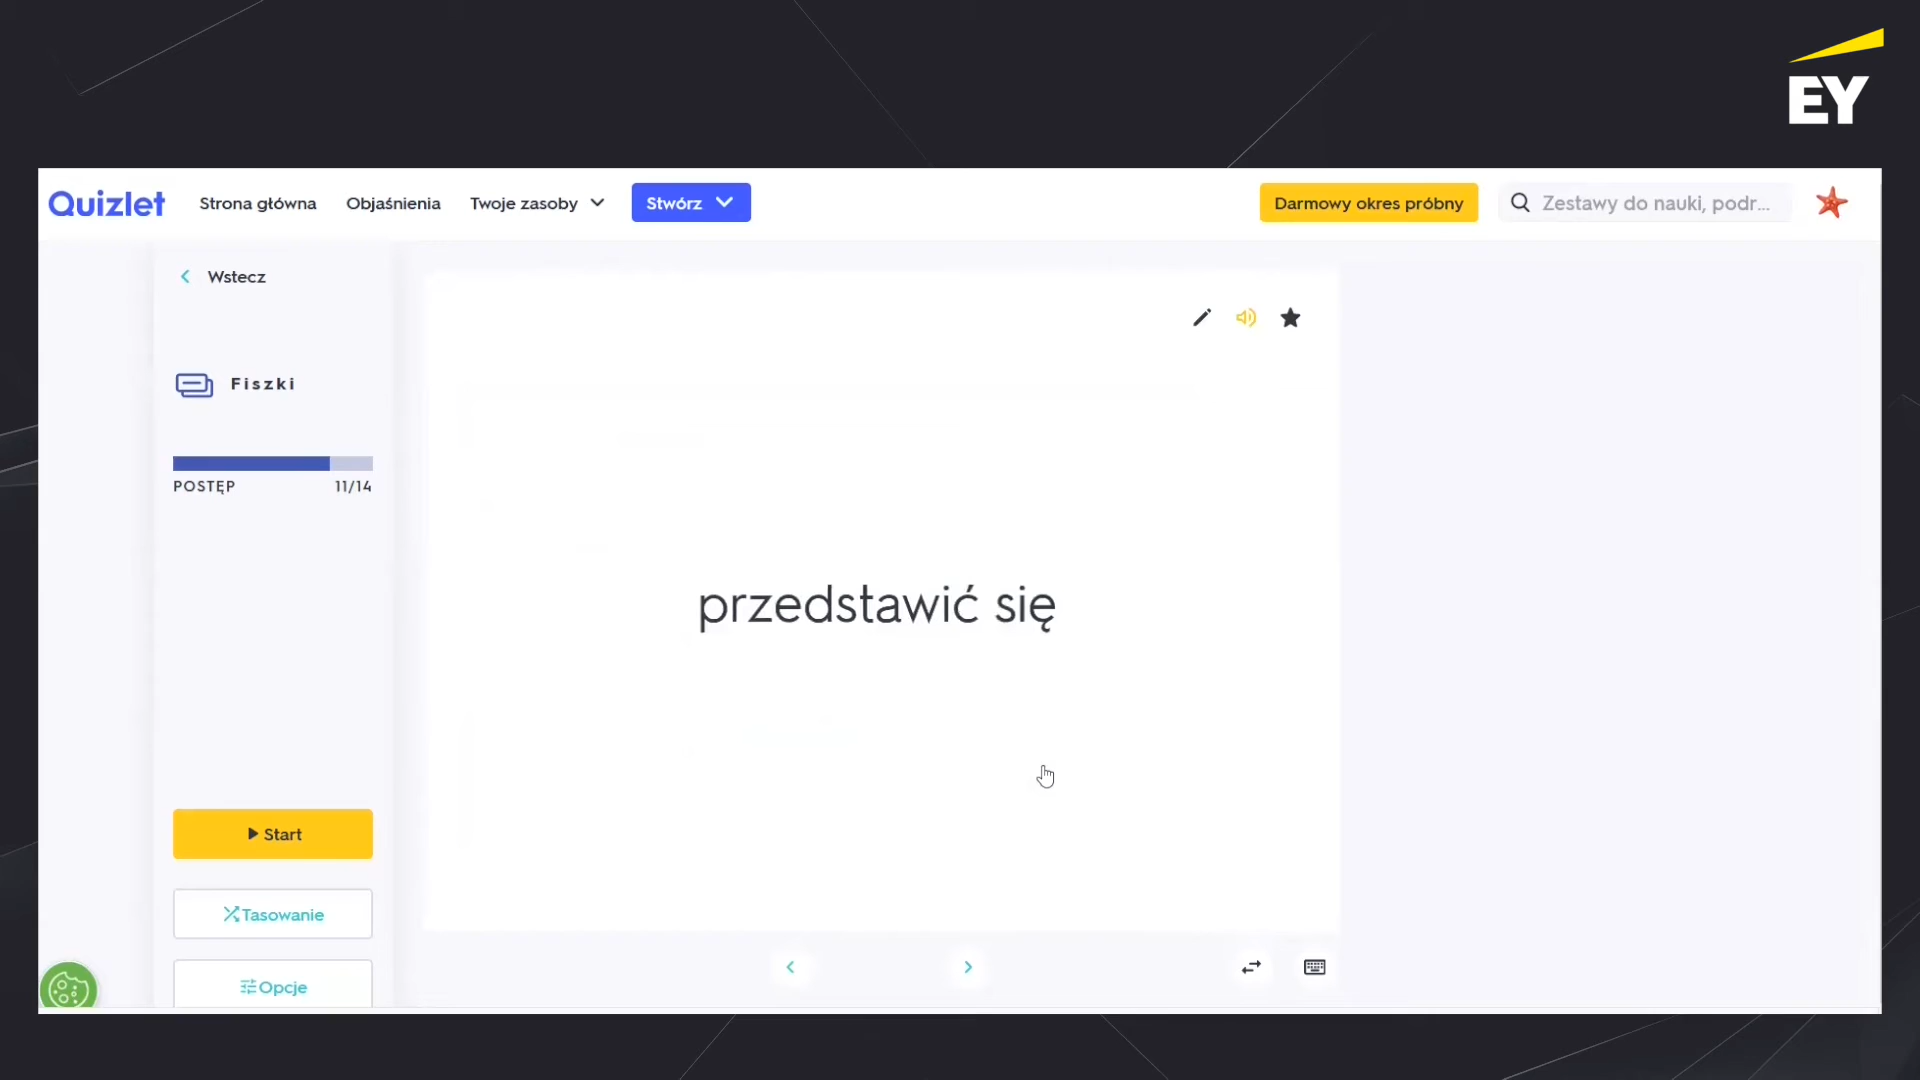 EY
Quizlet
Strona główna
Objaśnienia
Twoje zasoby
Stwórz
Darmowy okres próbny
Zestawy do nauki, podr...
Wstecz
Fiszki
POSTĘP
11/14
przedstawić się
Start
Tasowanie
Opcje